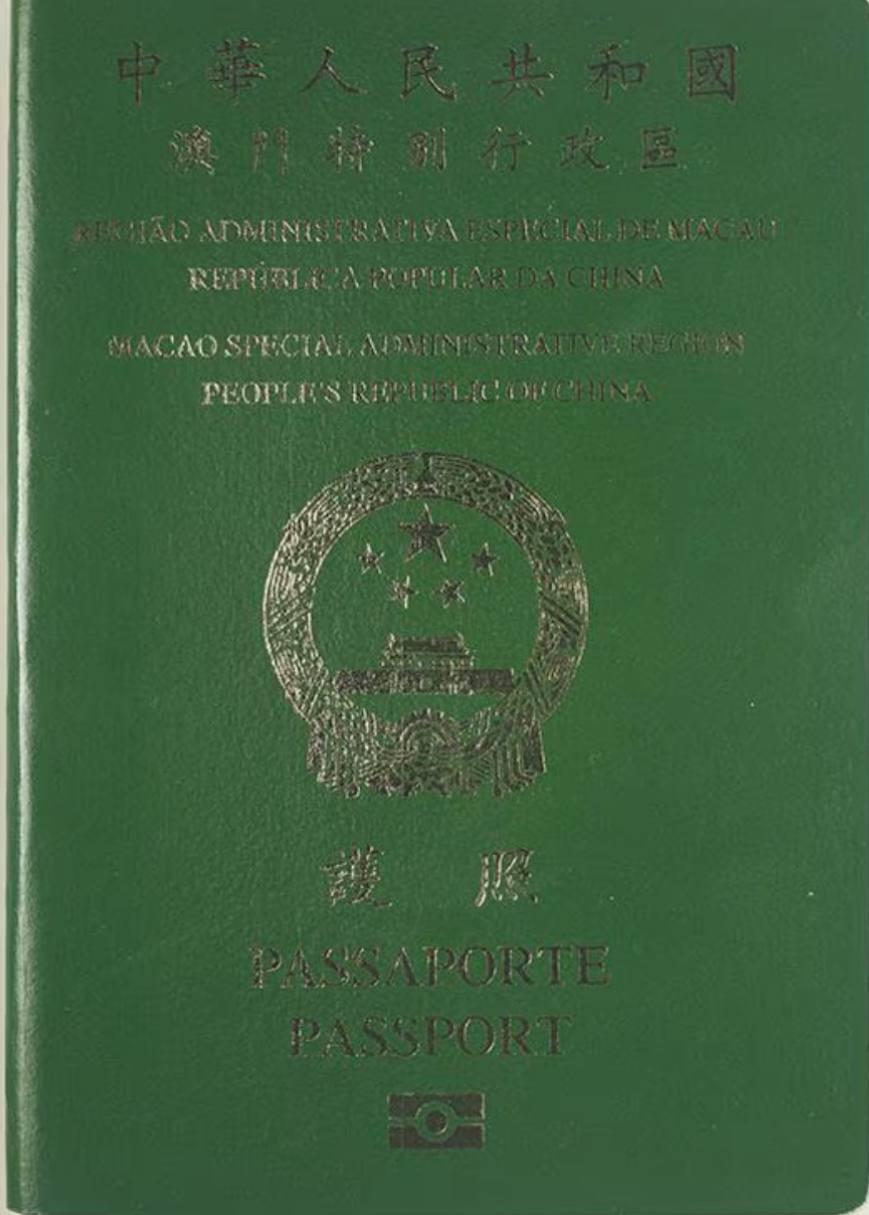 中華人民共和國
澳門特別行政區
REGIÃO ADMINISTRATIVA ESPECIAL DE MACAU
REPÚBLICA POPULAR DA CHINA
MACAO SPECIAL ADMINISTRATIVE REGION
PEOPLE'S REPUBLIC OF CHINA
護照
PASSAPORTE
PASSPORT